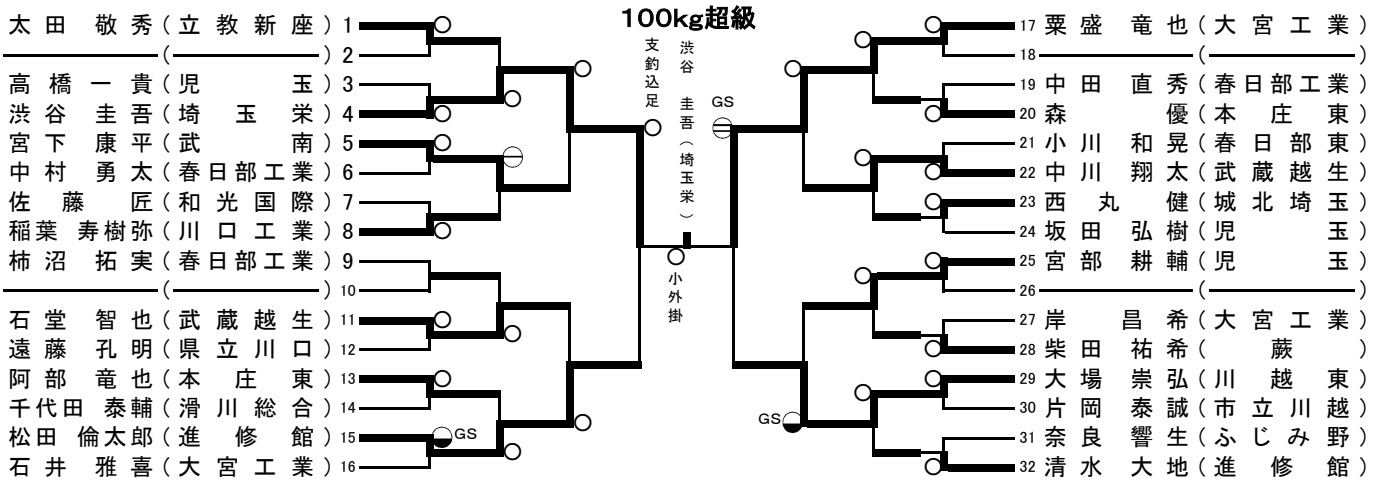 100kg超級
太田 敬秀 (立教新座) 1
( ) 2
高橋 一貴 (児玉) 3
渋谷 圭吾 (埼玉栄) 4
宮下 康平 (武南) 5
中村 勇太 (春日部工業) 6
佐藤 匠 (和光国際) 7
稲葉 寿樹弥 (川口工業) 8
柿沼 拓実 (春日部工業) 9
( ) 10
石堂 智也 (武蔵越生) 11
遠藤 孔明 (県立川口) 12
阿部 竜也 (本庄東) 13
千代田 泰輔 (滑川総合) 14
松田 倫太郎 (進修館) 15
石井 雅喜 (大宮工業) 16
GS
支釣込足
渋谷 圭吾(埼玉栄)
GS
小外掛
GS
17 粟盛 竜也 (大宮工業)
18 ( )
19 中田 直秀 (春日部工業)
20 森 優 (本庄東)
21 小川 和晃 (春日部東)
22 中川 翔太 (武蔵越生)
23 西丸 健 (城北埼玉)
24 坂田 弘樹 (児玉)
25 宮部 耕輔 (児玉)
26 ( )
27 岸 昌希 (大宮工業)
28 柴田 祐希 (蕨)
29 大場 崇弘 (川越東)
30 片岡 泰誠 (市立川越)
31 奈良 響生 (ふじみ野)
32 清水 大地 (進修館)